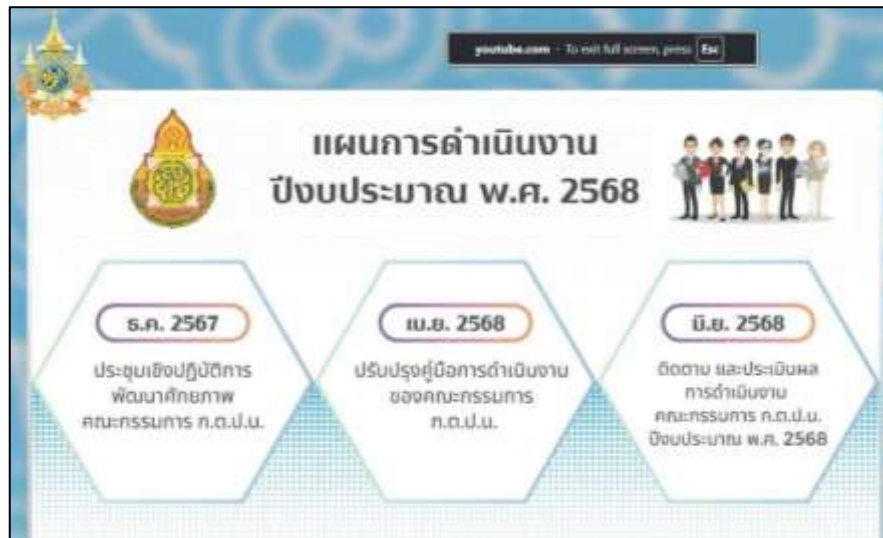 youtube.com - To exit full screen, press Esc
แผนการดำเนินงาน
ปีงบประมาณ พ.ศ. 2568
ธ.ค. 2567
ประชุมเชิงปฏิบัติการ
พัฒนาศักยภาพ
คณะกรรมการ ก.ต.ป.น.
เม.ย. 2568
ปรับปรุงคู่มือการดำเนินงาน
ของคณะกรรมการ
ก.ต.ป.น.
มิ.ย. 2568
ติดตาม และประเมินผล
การดำเนินงาน
คณะกรรมการ ก.ต.ป.น.
ปีงบประมาณ พ.ศ. 2568